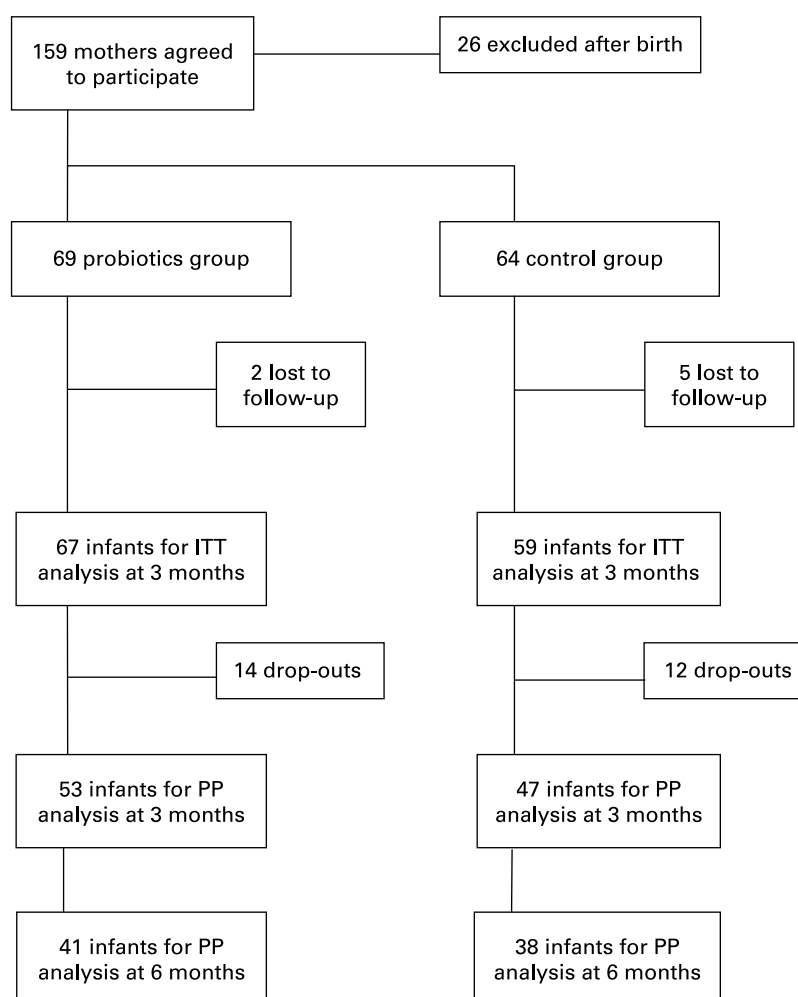 159 mothers agreed
to participate
26 excluded after birth
69 probiotics group
64 control group
2 lost to
follow-up
5 lost to
follow-up
67 infants for ITT
analysis at 3 months
59 infants for ITT
analysis at 3 months
14 drop-outs
12 drop-outs
53 infants for PP
analysis at 3 months
47 infants for PP
analysis at 3 months
41 infants for PP
analysis at 6 months
38 infants for PP
analysis at 6 months